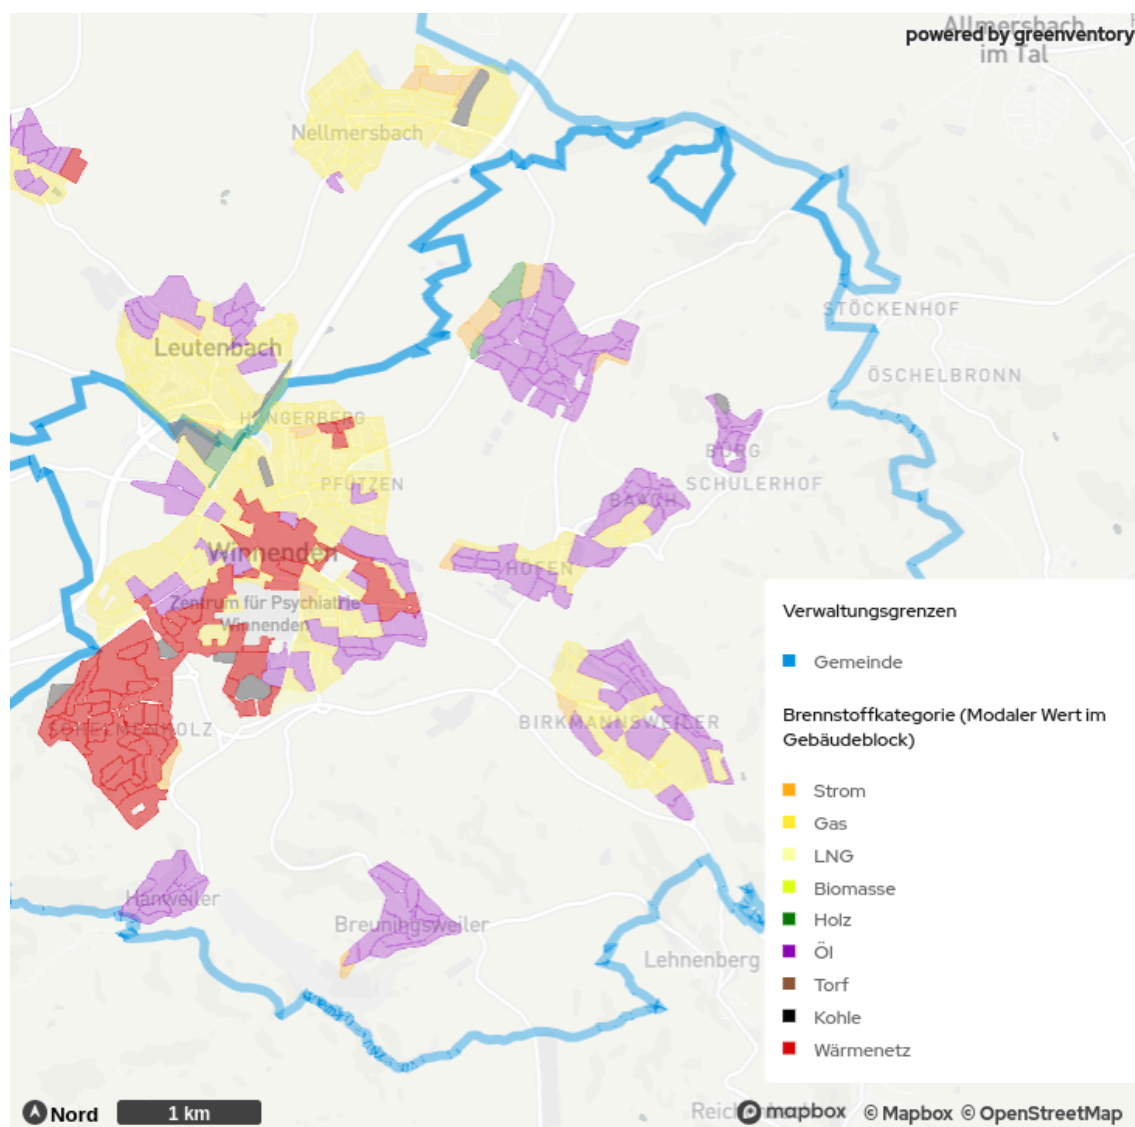 Allmersbach
im Tal
powered by greenventory
Nellmersbach
Leutenbach
STÖCKENHOF
ÖSCHELBRONN
HUNGERBERG
PFÜTZEN
BURG
SCHULERHOF
BAACH
Winnenden
HÖFEN
Zentrum für Psychiatrie
Winnenden
SCHELMENHOLZ
BIRKMANNSWEILER
Hanweiler
Breuningsweiler
Lehnenberg
Verwaltungsgrenzen
Gemeinde
Brennstoffkategorie (Modaler Wert im
Gebäudeblock)
Strom
Gas
LNG
Biomasse
Holz
Öl
Torf
Kohle
Wärmenetz
Nord
1 km
mapbox
© Mapbox © OpenStreetMap